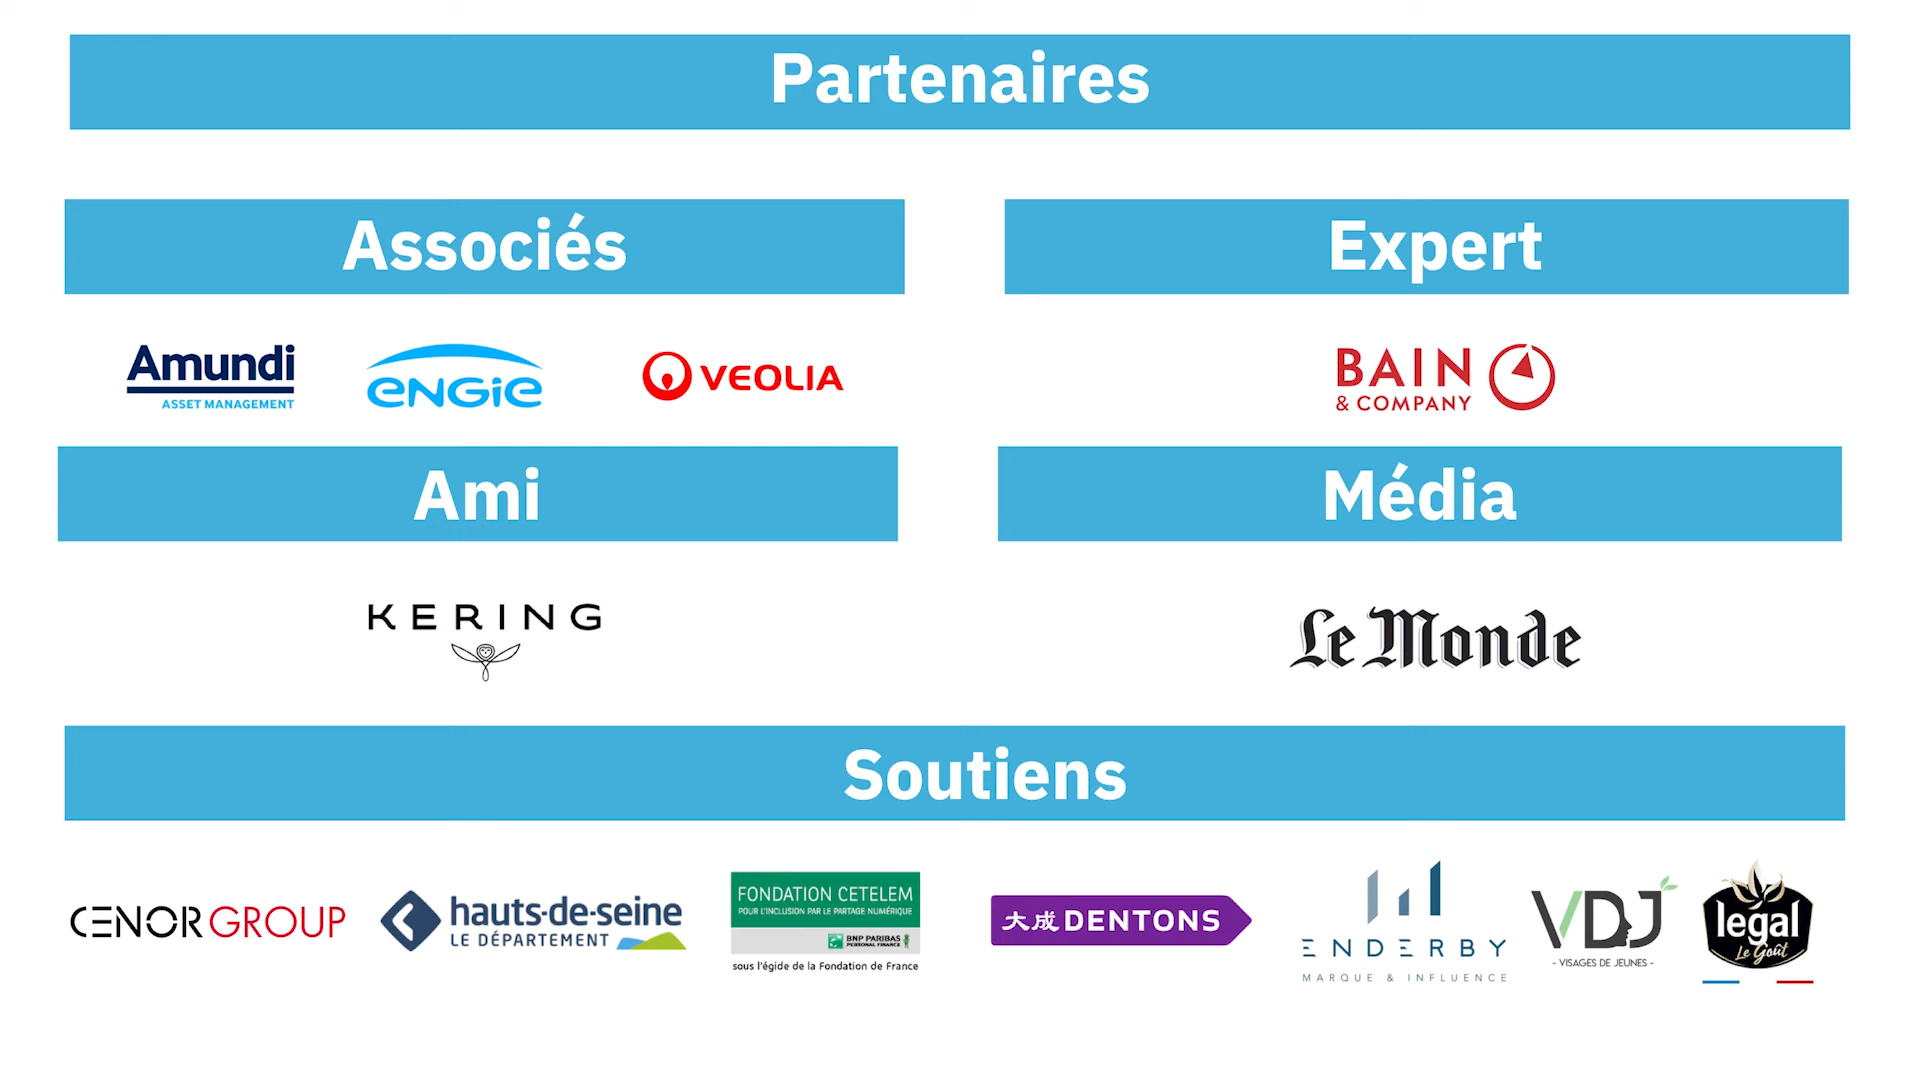 Partenaires
Associés
Expert
Amundi
ASSET MANAGEMENT
ENGIE
VEOLIA
BAIN
& COMPANY
Ami
Média
KERING
Le Monde
Soutiens
CENOR GROUP
hauts-de-seine
LE DÉPARTEMENT
FONDATION CETELEM
POUR L'INCLUSION PAR LE PARTAGE NUMÉRIQUE
BNP PARIBAS
PERSONAL FINANCE
sous l'égide de la Fondation de France
大成 DENTONS
ENDERBY
MARQUE & INFLUENCE
VDJ
- VISAGES DE JEUNES -
legal
Le Goût